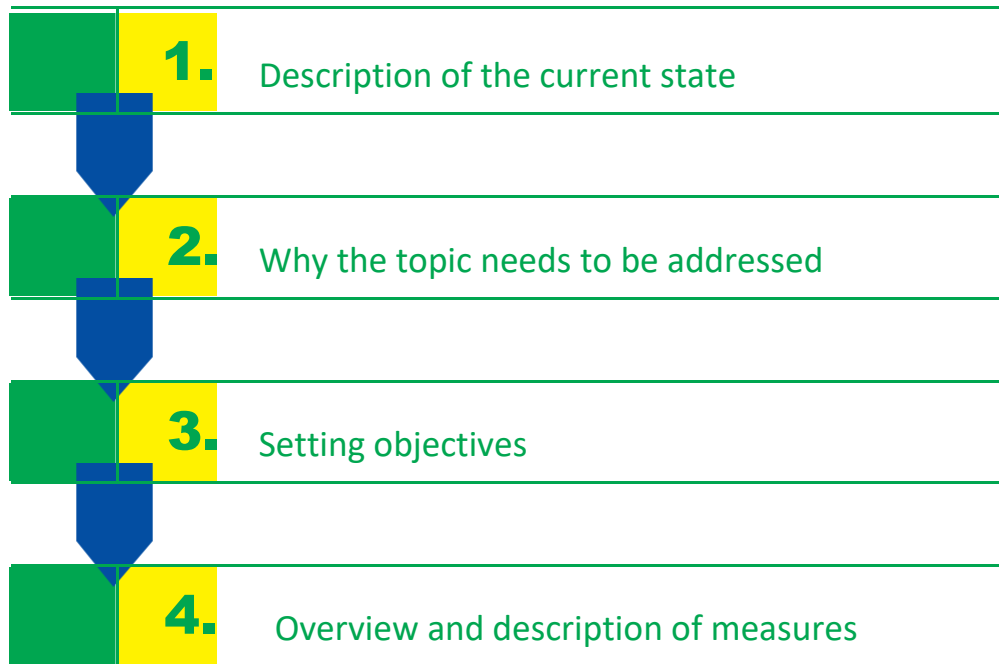 1. Description of the current state
2. Why the topic needs to be addressed
3. Setting objectives
4. Overview and description of measures